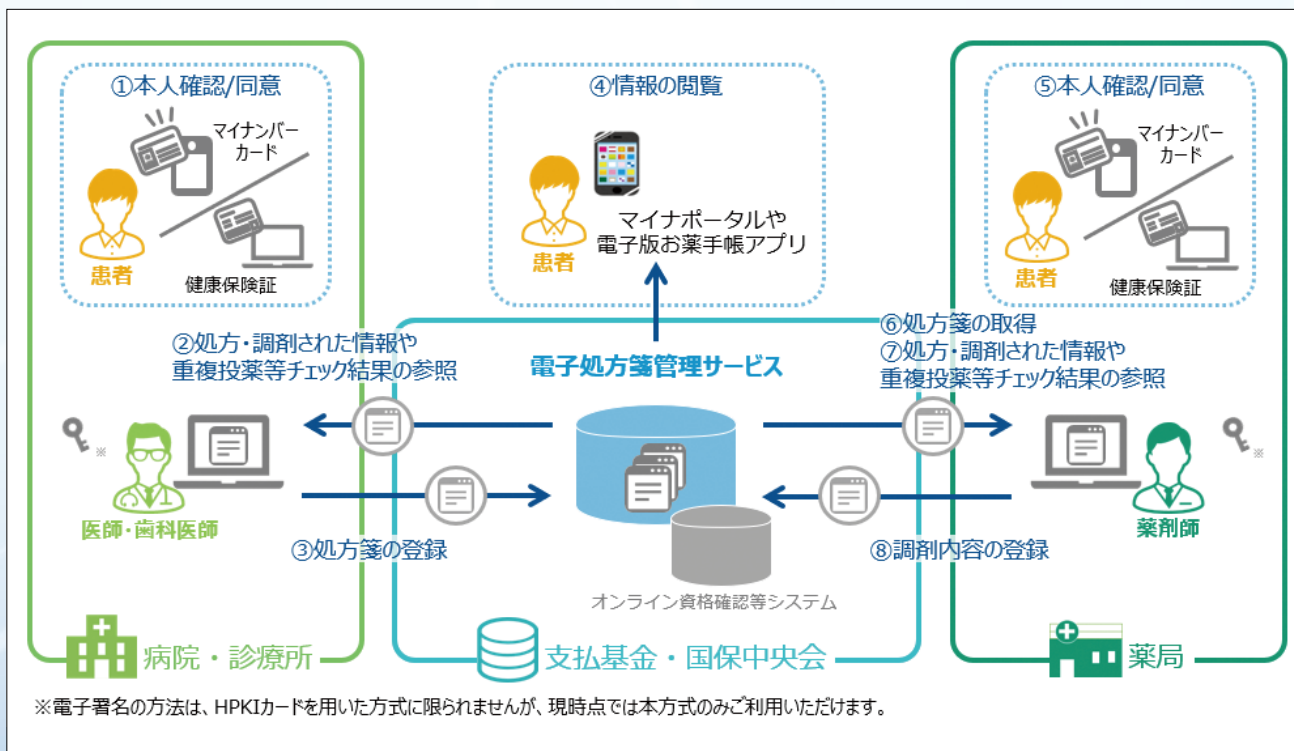 ①本人確認/同意
マイナンバー
カード
患者
健康保険証
④情報の閲覧
患者
マイナポータルや
電子版お薬手帳アプリ
⑤本人確認/同意
マイナンバー
カード
患者
健康保険証
②処方・調剤された情報や
重複投薬等チェック結果の参照
電子処方箋管理サービス
⑥処方箋の取得
⑦処方・調剤された情報や
重複投薬等チェック結果の参照
※
医師・歯科医師
③処方箋の登録
オンライン資格確認等システム
※
薬剤師
⑧調剤内容の登録
病院・診療所
支払基金・国保中央会
薬局
※電子署名の方法は、HPKIカードを用いた方式に限られませんが、現時点では本方式のみご利用いただけます。